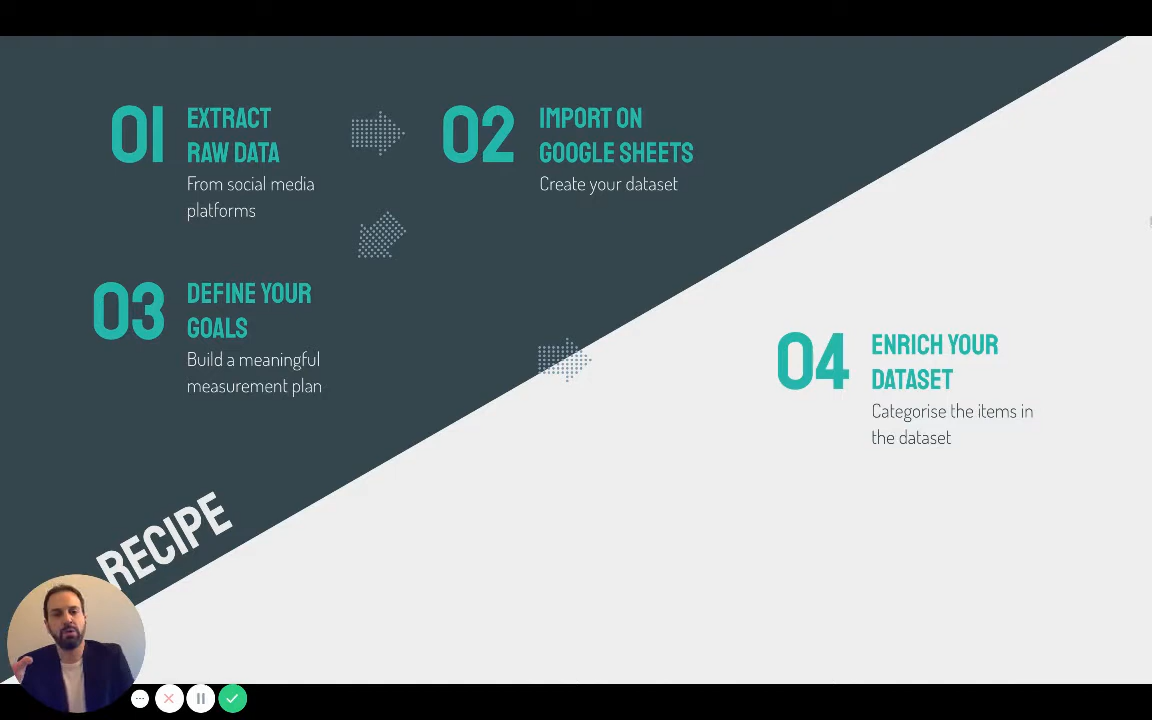 01
EXTRACT
RAW DATA
From social media
platforms
02
IMPORT ON
GOOGLE SHEETS
Create your dataset
03
DEFINE YOUR
GOALS
Build a meaningful
measurement plan
04
ENRICH YOUR
DATASET
Categorise the items in
the dataset
RECIPE